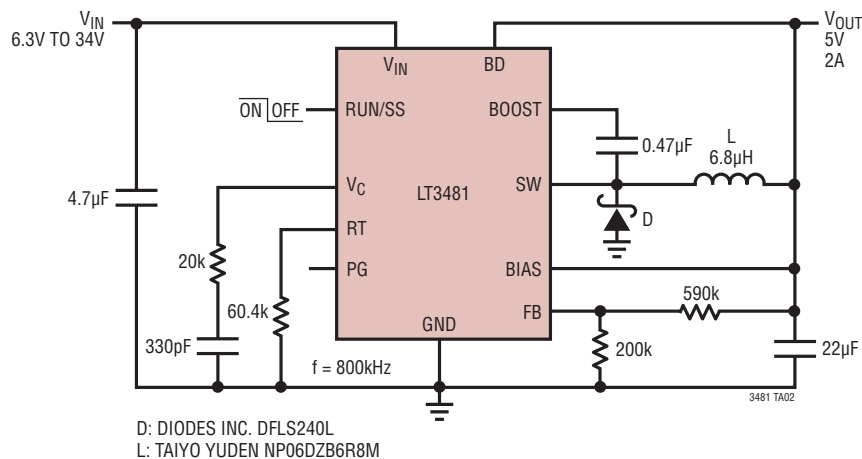 VIN
6.3V TO 34V
VOUT
5V
2A
VIN
BD
ON OFF
RUN/SS
BOOST
0.47µF
L
6.8µH
4.7µF
VC
LT3481
SW
D
RT
20k
PG
BIAS
60.4k
590k
FB
330pF
GND
200k
22µF
f = 800kHz
3481 TA02
D: DIODES INC. DFLS240L
L: TAIYO YUDEN NP06DZB6R8M